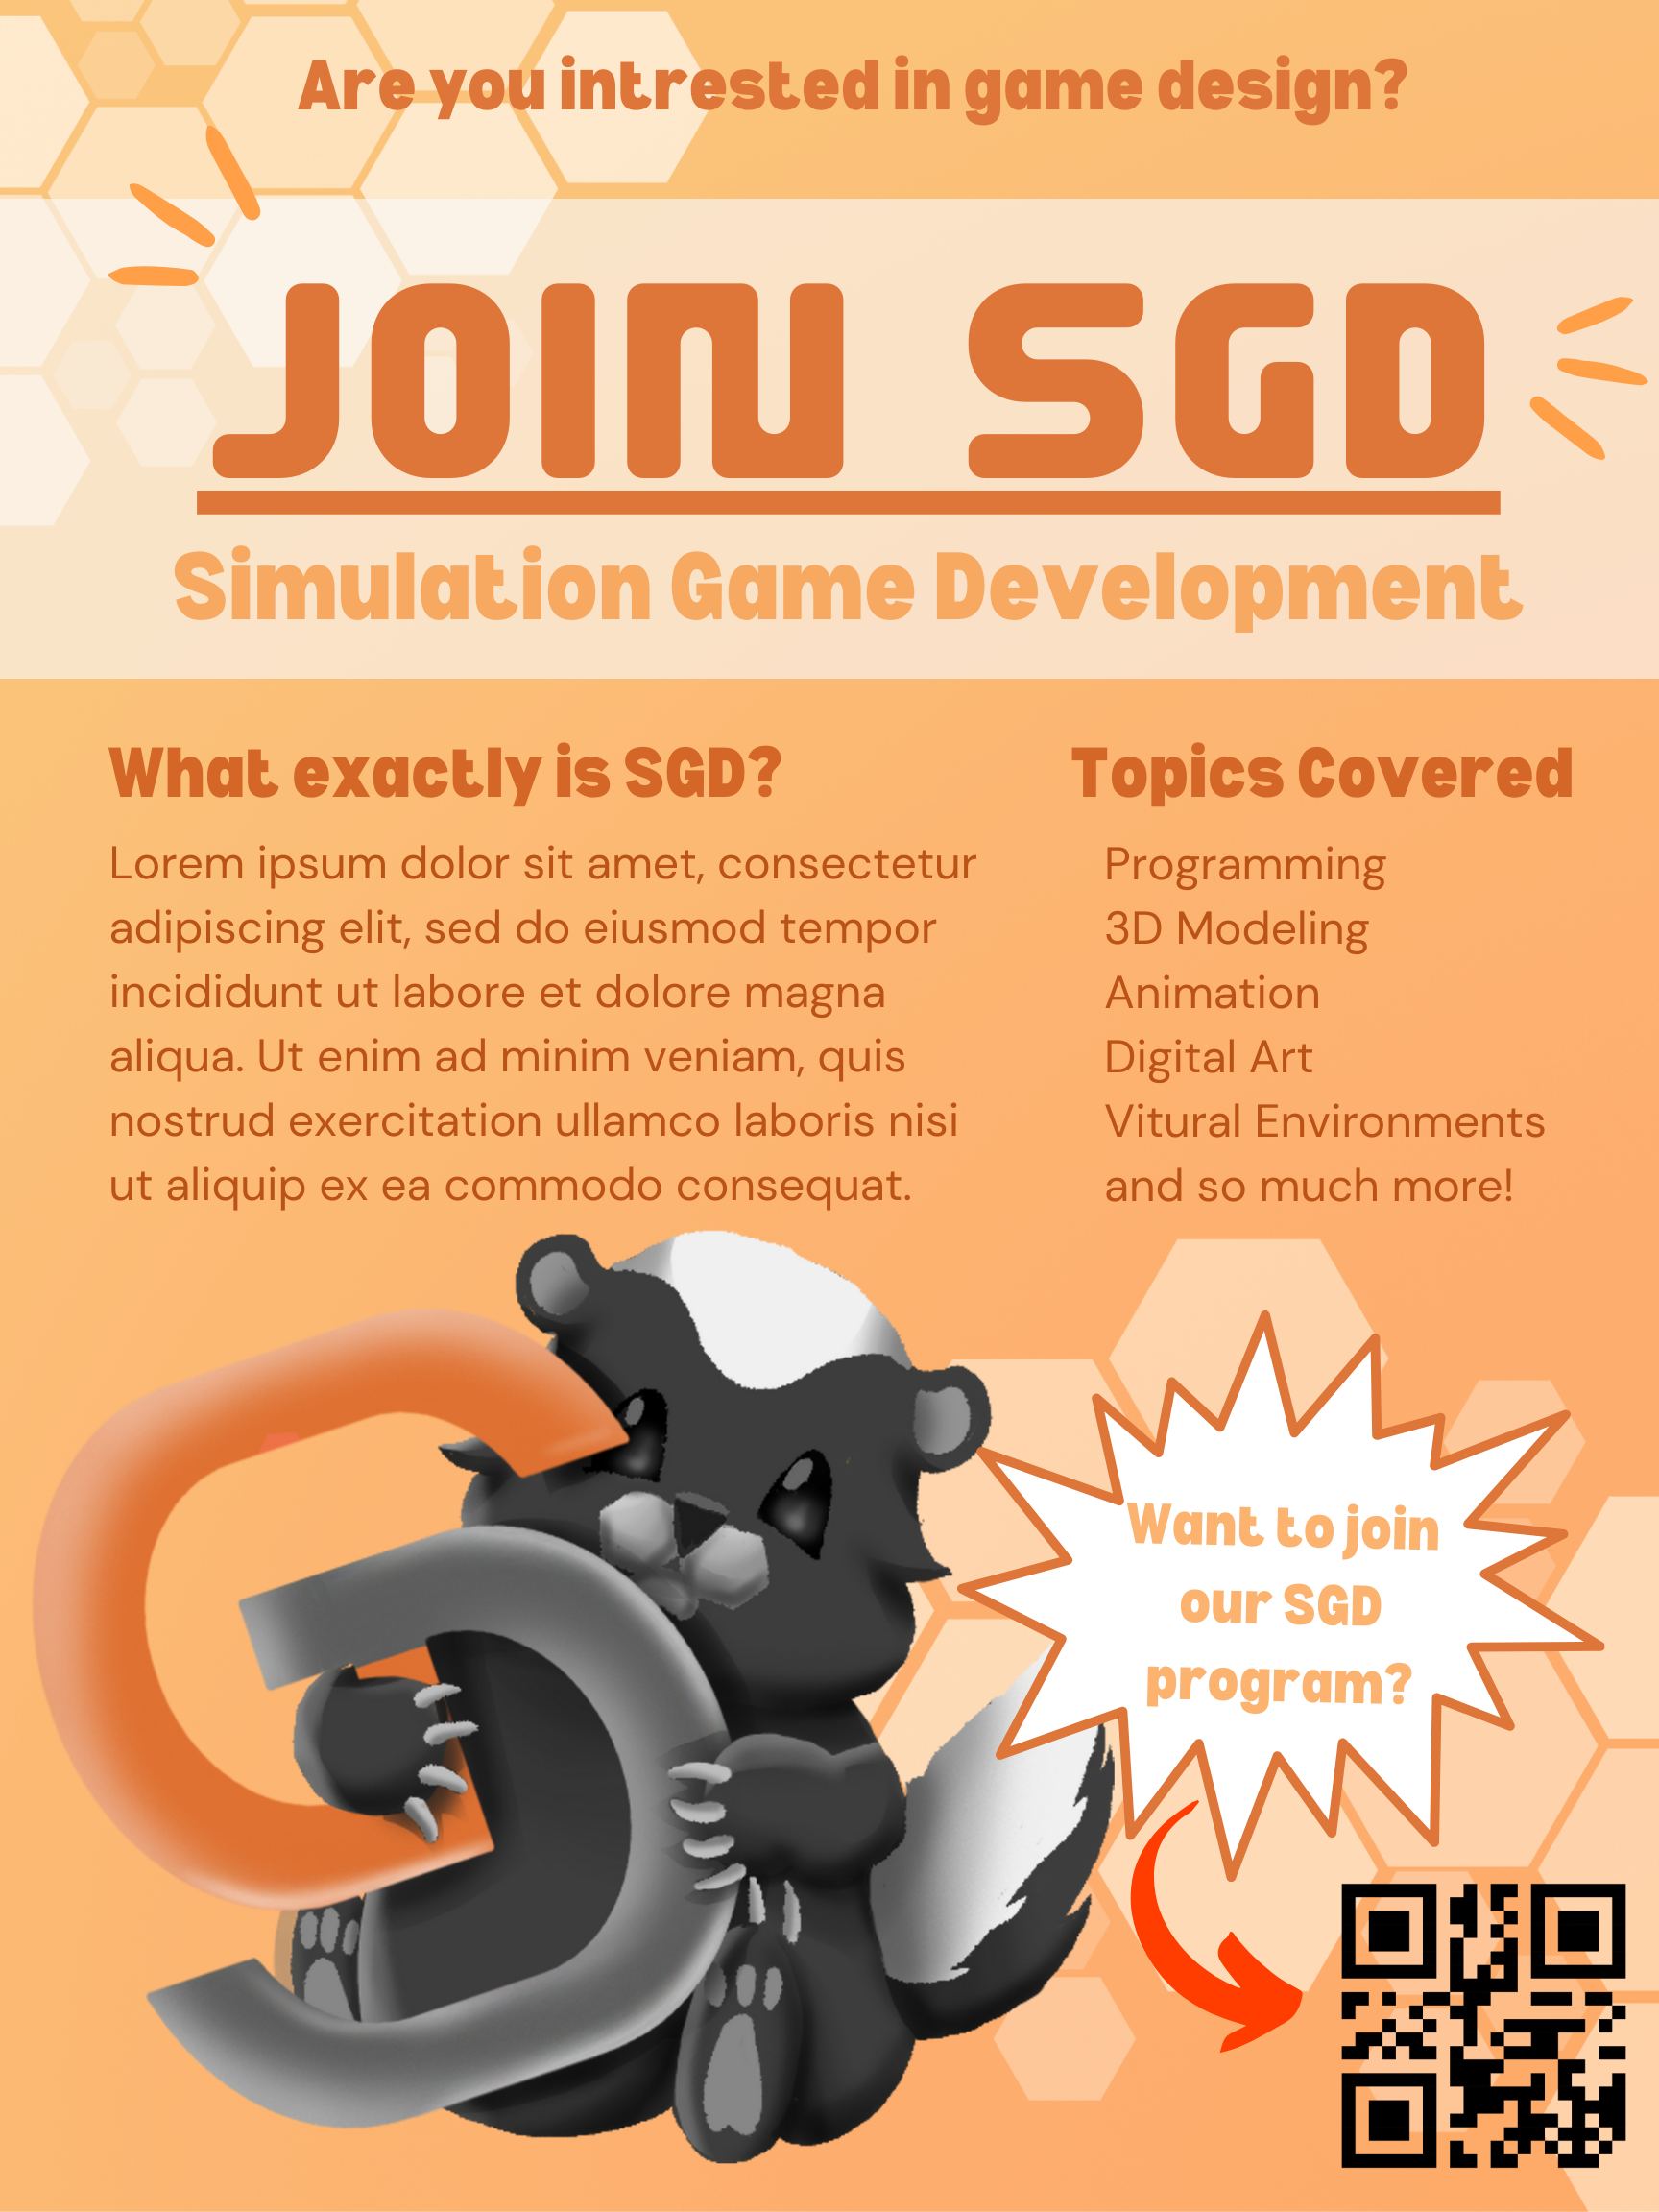 Are you intrested in game design?
JOIN SGD
Simulation Game Development
What exactly is SGD?
Lorem ipsum dolor sit amet, consectetur
adipiscing elit, sed do eiusmod tempor
incididunt ut labore et dolore magna
aliqua. Ut enim ad minim veniam, quis
nostrud exercitation ullamco laboris nisi
ut aliquip ex ea commodo consequat.
Topics Covered
Programming
3D Modeling
Animation
Digital Art
Vitural Environments
and so much more!
Want to join
our SGD
program?